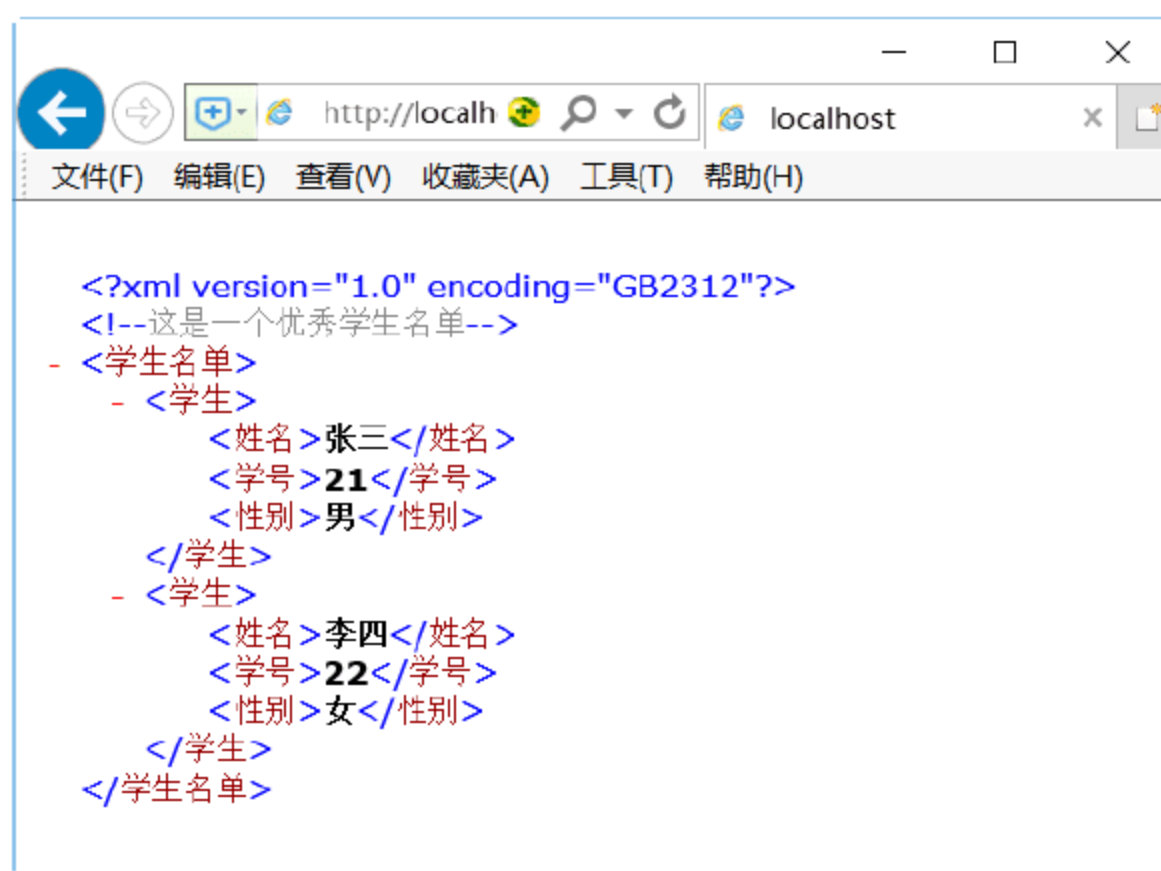 http://localh
localhost
文件(F) 编辑(E) 查看(V) 收藏夹(A) 工具(T) 帮助(H)
<?xml version="1.0" encoding="GB2312"?>
<!--这是一个优秀学生名单-->
- <学生名单>
- <学生>
<姓名>张三</姓名>
<学号>21</学号>
<性别>男</性别>
</学生>
- <学生>
<姓名>李四</姓名>
<学号>22</学号>
<性别>女</性别>
</学生>
</学生名单>